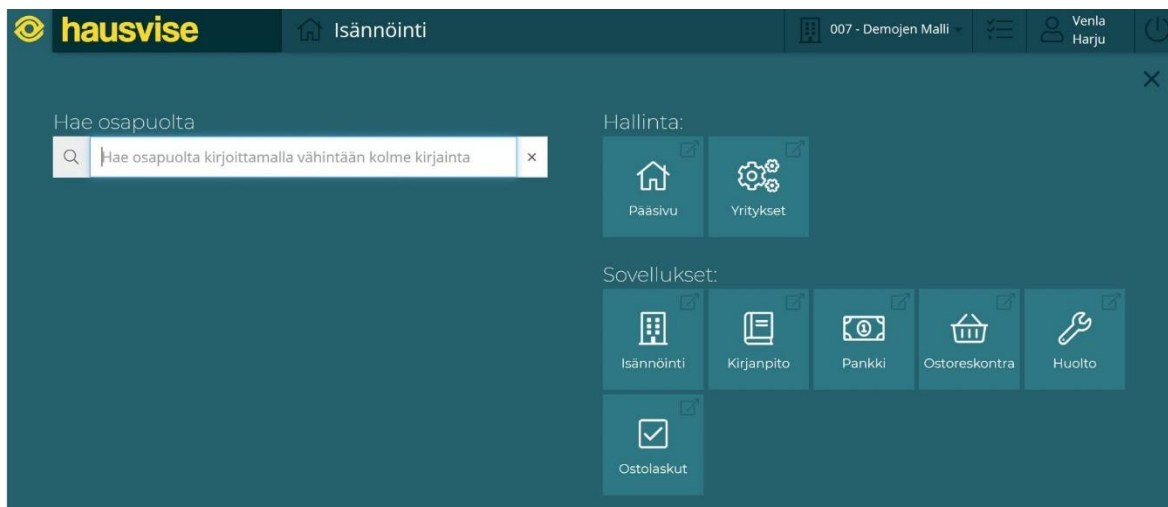 hausvise
Isännöinti
007 - Demojen Malli
Venla
Harju
Hae osapuolta
Hae osapuolta kirjoittamalla vähintään kolme kirjainta
Hallinta:
Pääsivu
Yritykset
Sovellukset:
Isännöinti
Kirjanpito
Pankki
Ostoreskontra
Huolto
Ostolaskut